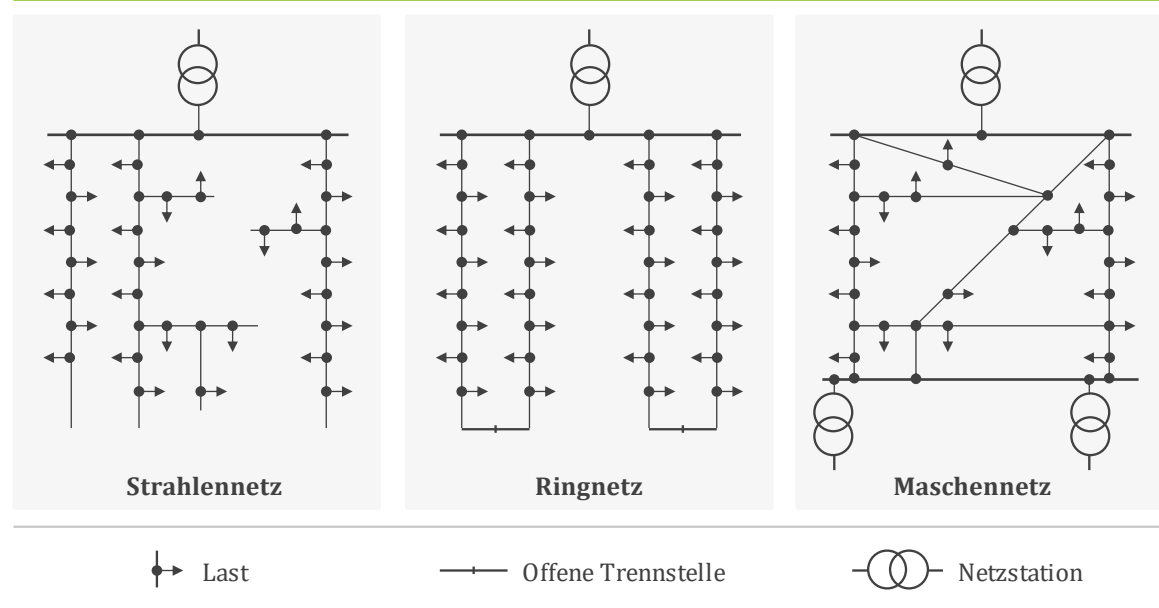 Strahlennetz
Ringnetz
Maschennetz
Last
Offene Trennstelle
Netzstation